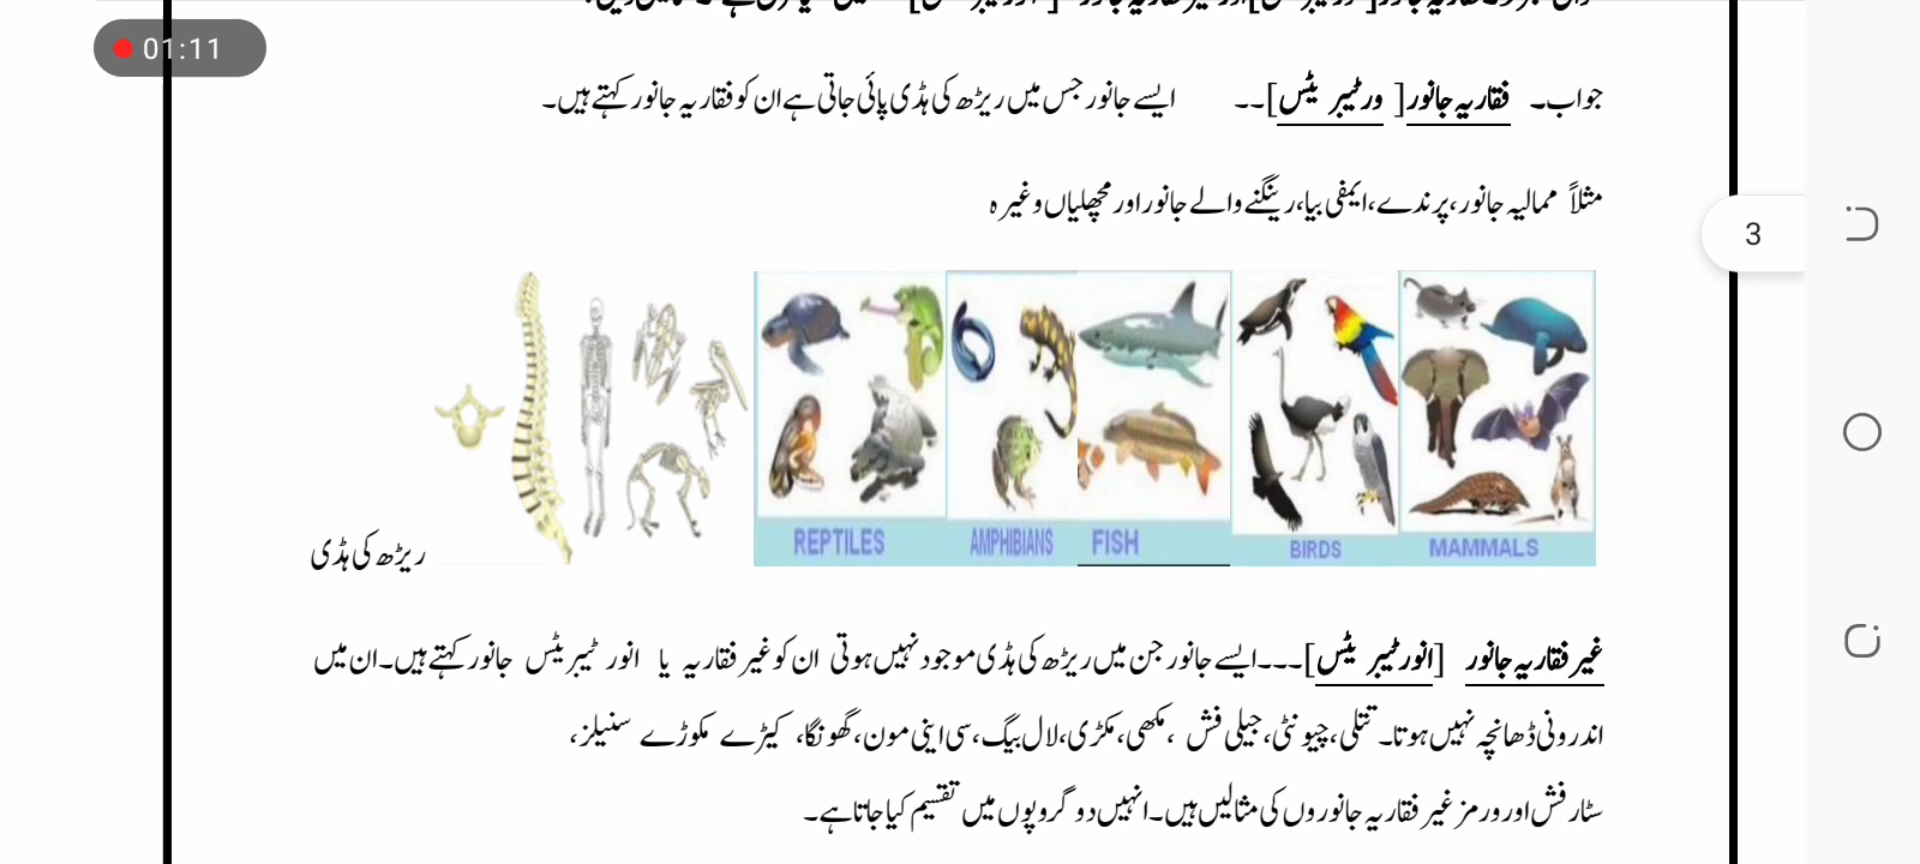 01:11
جواب۔ فقاریہ جانور[ ورٹیبر یٹس]۔۔ ایسے جانور جس میں ریڑھ کی ہڈی پائی جاتی ہے ان کو فقاریہ جانور کہتے ہیں۔
مثلاً ممالیہ جانور،پرندے،ایمفی بیا،رینگنے والے جانور اور مچھلیاں وغیرہ
3
REPTILES AMPHIBIANS FISH BIRDS MAMMALS
ریڑھ کی ہڈی
غیر فقاریہ جانور [انورٹیبر یٹس]۔۔۔ایسے جانور جن میں ریڑھ کی ہڈی موجود نہیں ہوتی ان کو غیر فقاریہ یا انور ٹیبریٹس جانور کہتے ہیں۔ان میں
اندرونی ڈھانچہ نہیں ہوتا۔ تتلی،چیونٹی،جیلی فش ،مکھی،مکڑی،لال بیگ،سی اینی مون،گھونگا، کیڑے مکوڑے سنیلز،
سٹار فش اور ورمز غیر فقاریہ جانوروں کی مثالیں ہیں۔انہیں دو گروپوں میں تقسیم کیا جاتا ہے۔